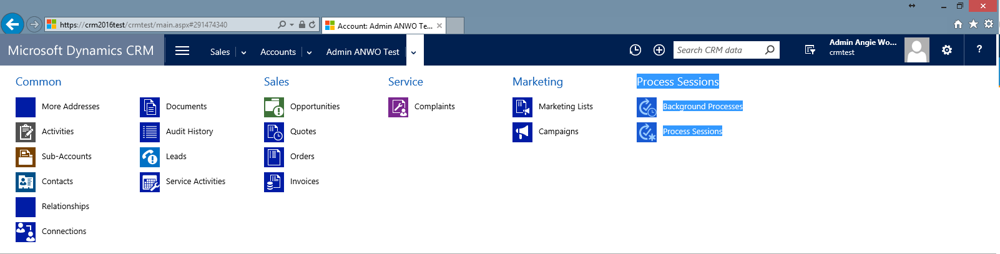 https://crm2016test/crmtest/main.aspx#291474340
Account: Admin ANWO Te...
Microsoft Dynamics CRM
Sales
Accounts
Admin ANWO Test
Search CRM data
Admin Angie Wo...
crmtest
?
Common
More Addresses
Activities
Sub-Accounts
Contacts
Relationships
Connections
Documents
Audit History
Leads
Service Activities
Sales
Opportunities
Quotes
Orders
Invoices
Service
Complaints
Marketing
Marketing Lists
Campaigns
Process Sessions
Background Processes
Process Sessions